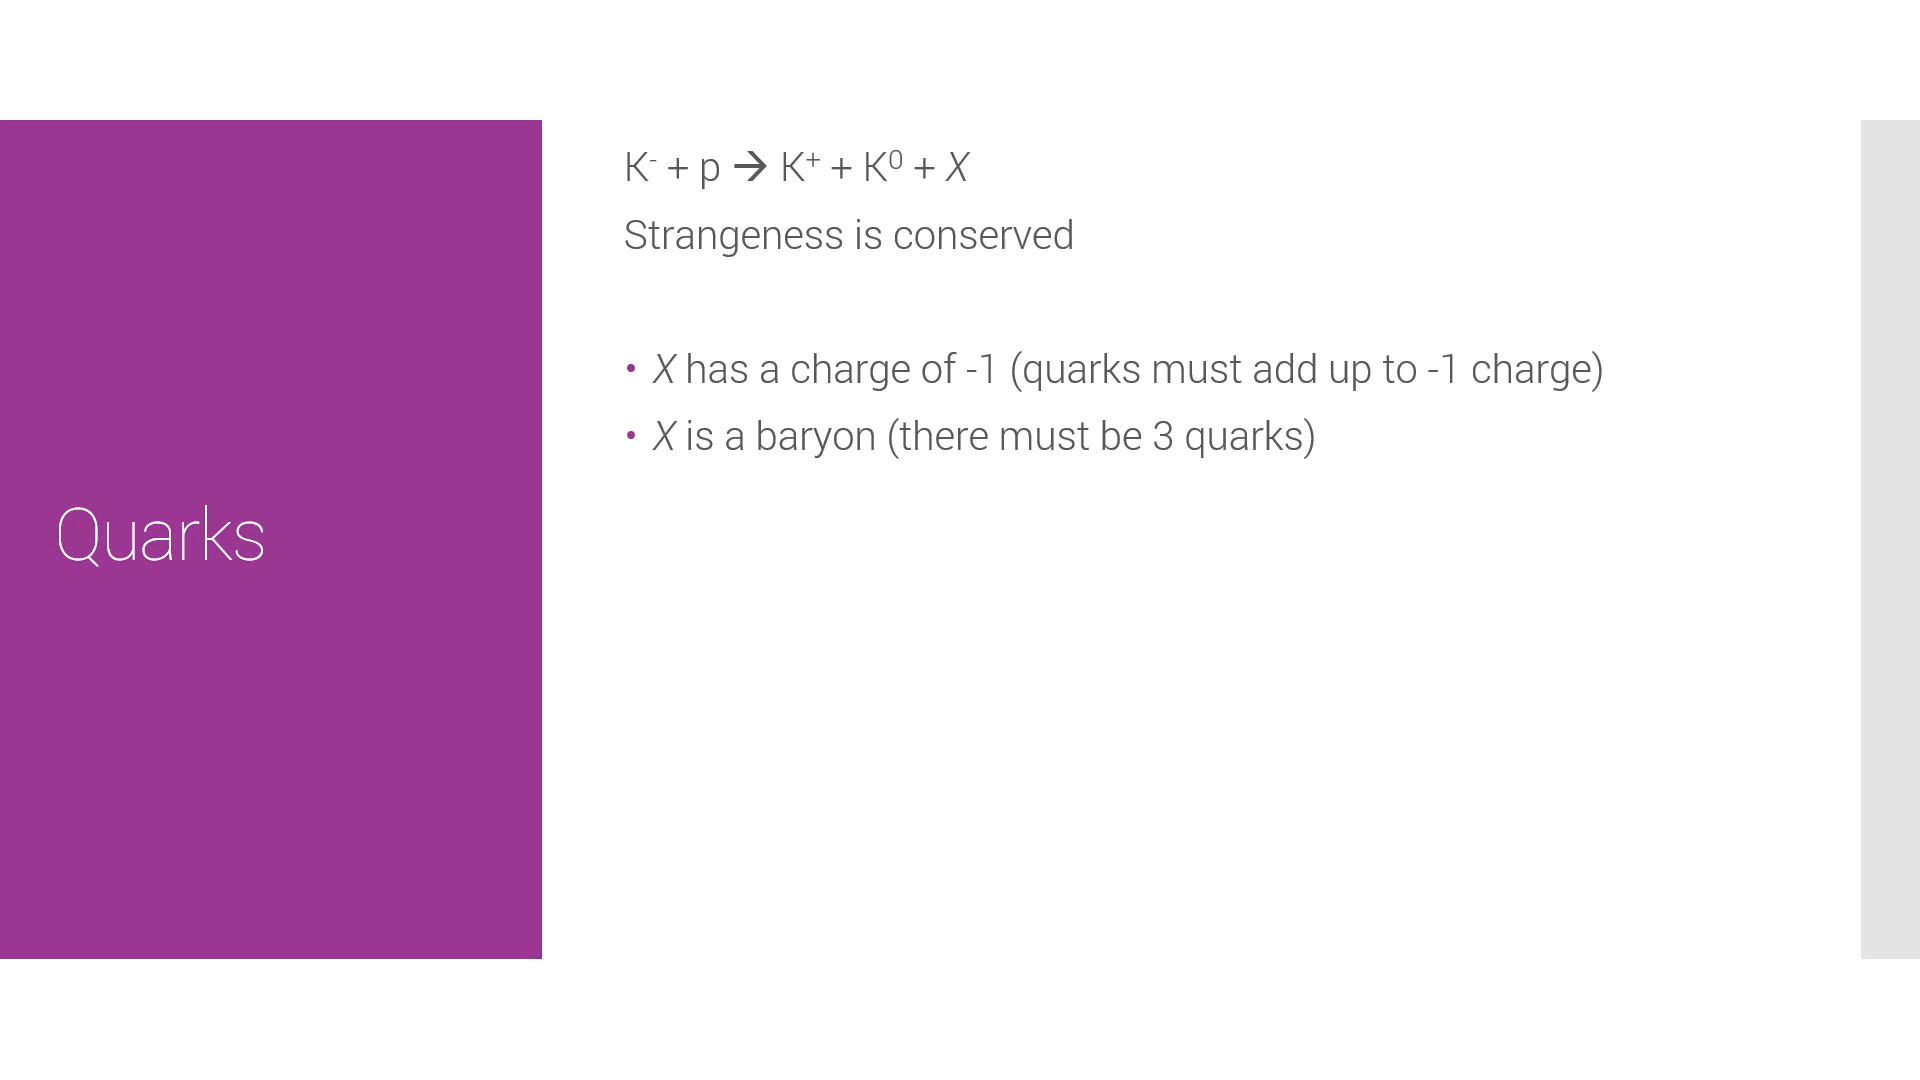 K⁻ + p → K⁺ + K⁰ + X
Strangeness is conserved
• X has a charge of -1 (quarks must add up to -1 charge)
• X is a baryon (there must be 3 quarks)
Quarks